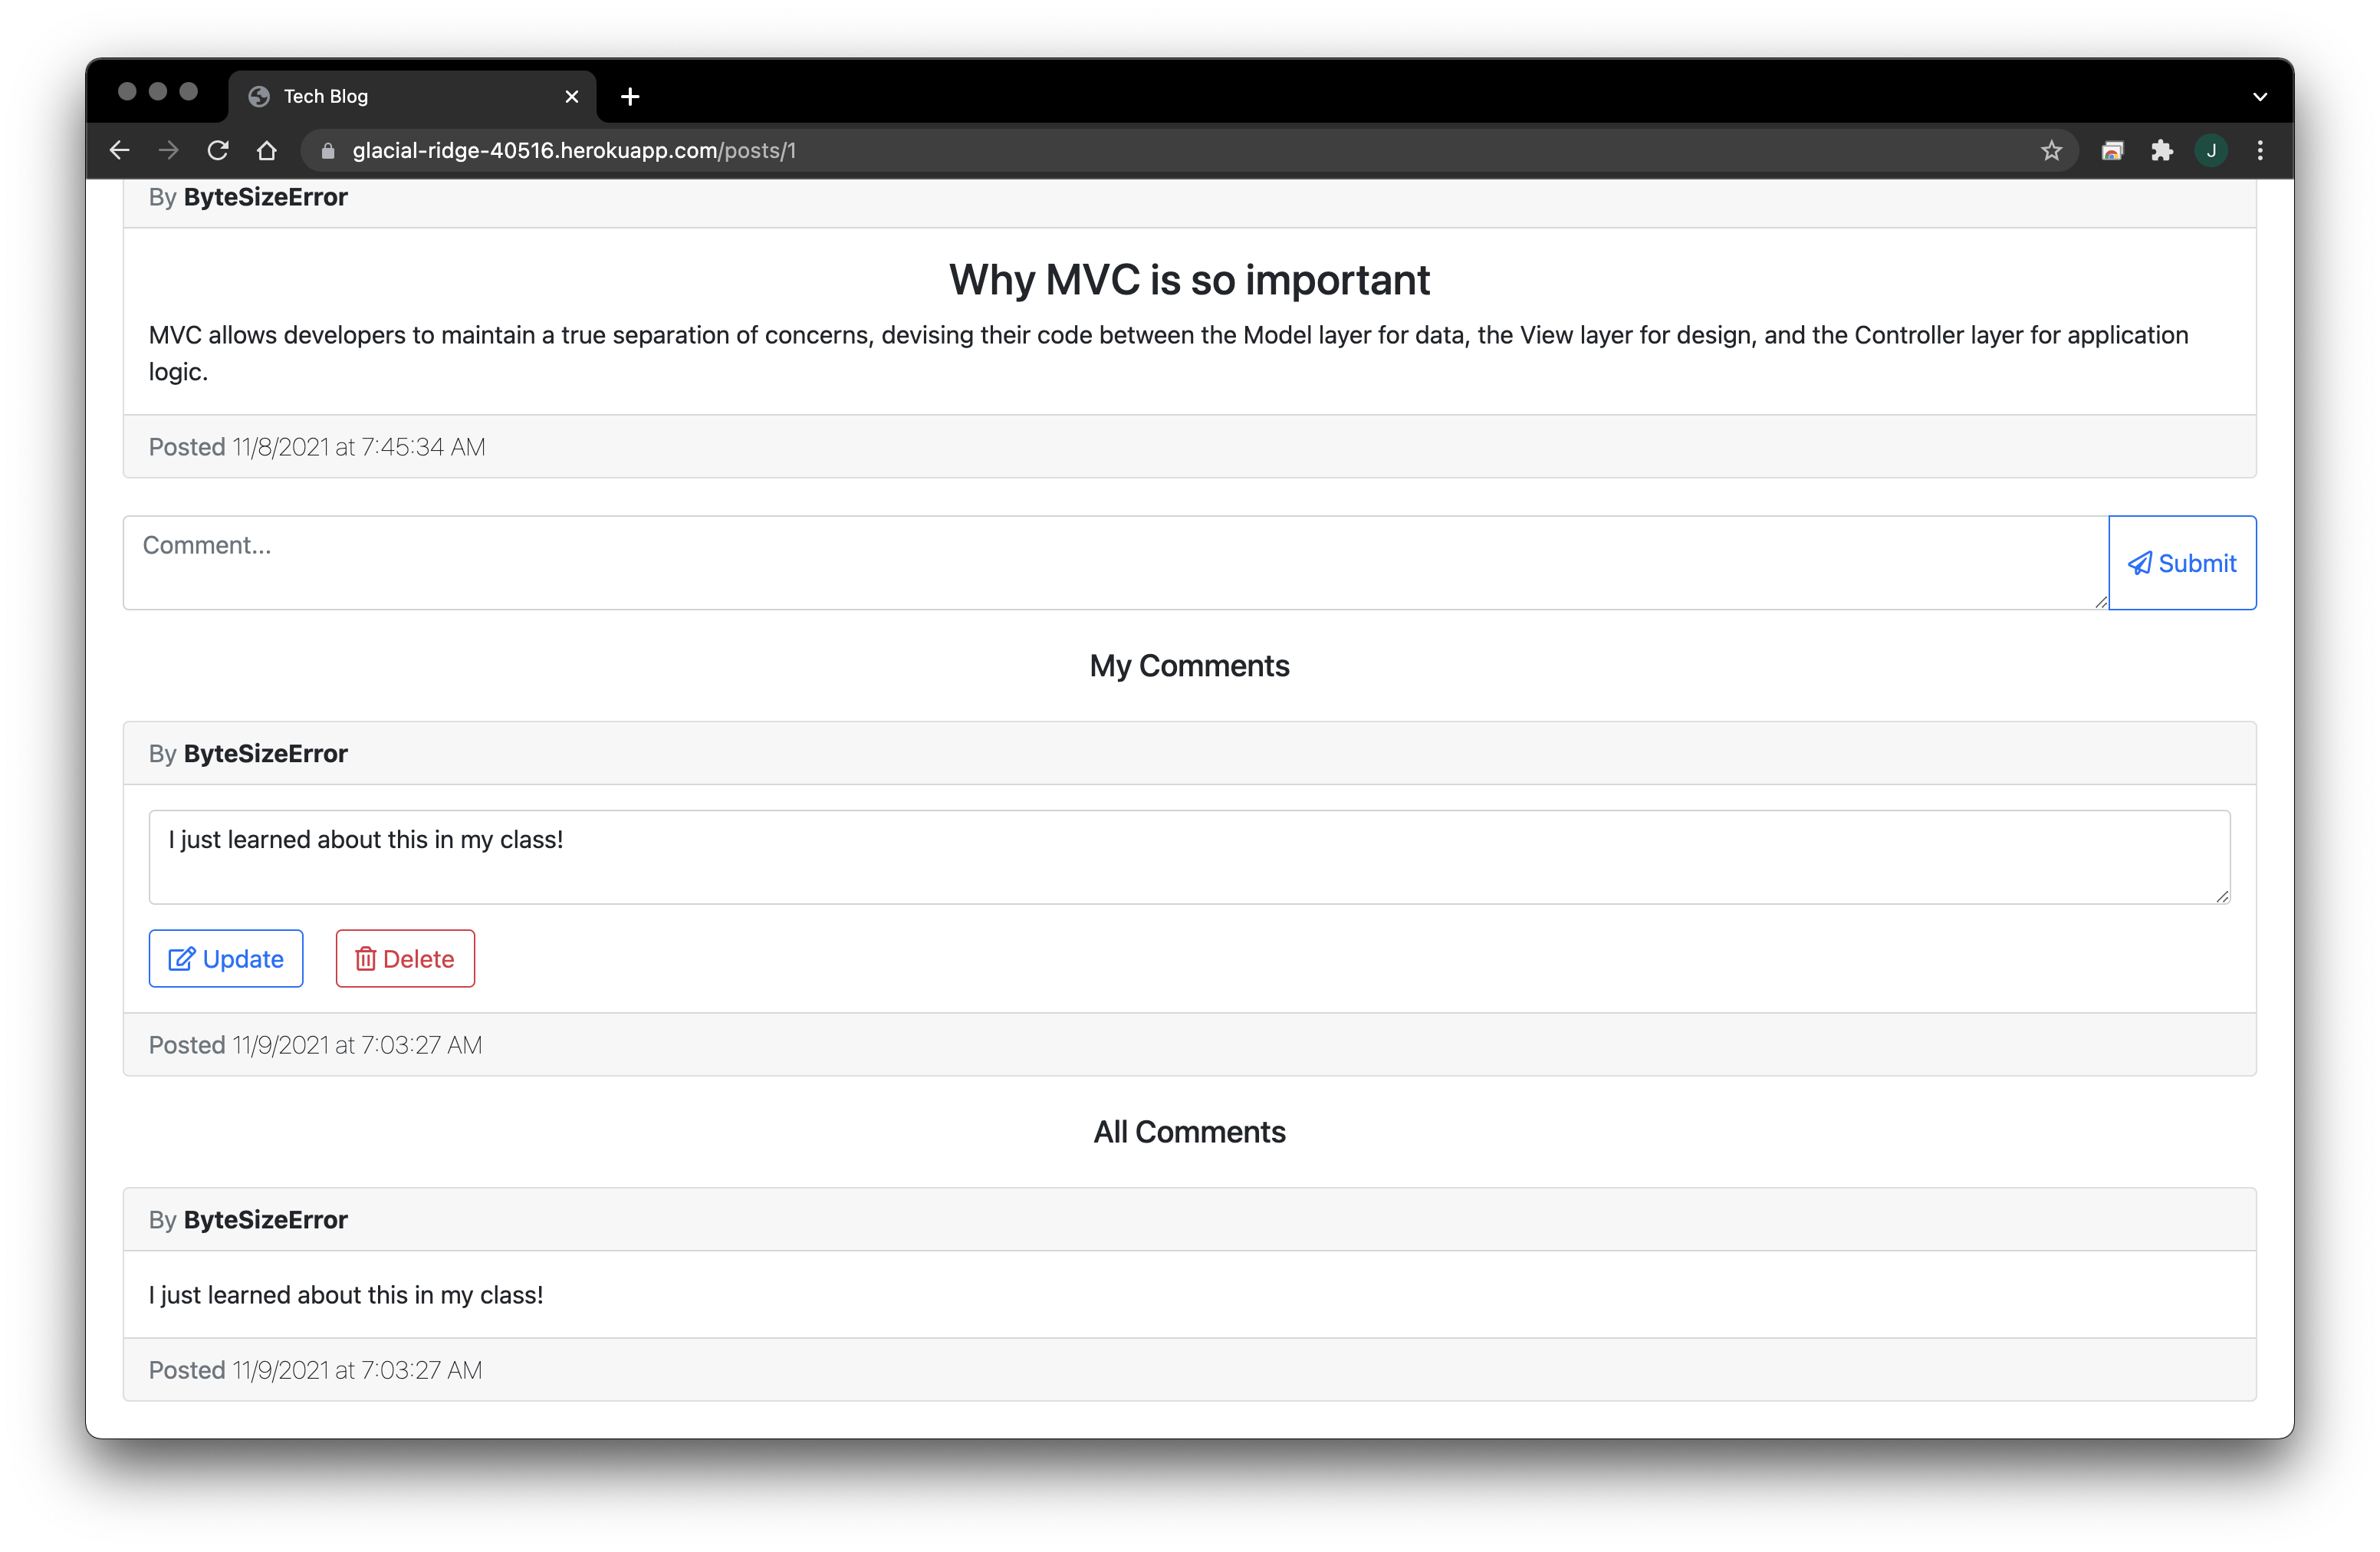 Tech Blog
glacial-ridge-40516.herokuapp.com/posts/1
J
By ByteSizeError
Why MVC is so important
MVC allows developers to maintain a true separation of concerns, devising their code between the Model layer for data, the View layer for design, and the Controller layer for application
logic.
Posted 11/8/2021 at 7:45:34 AM
Comment...
Submit
My Comments
By ByteSizeError
I just learned about this in my class!
Update Delete
Posted 11/9/2021 at 7:03:27 AM
All Comments
By ByteSizeError
I just learned about this in my class!
Posted 11/9/2021 at 7:03:27 AM